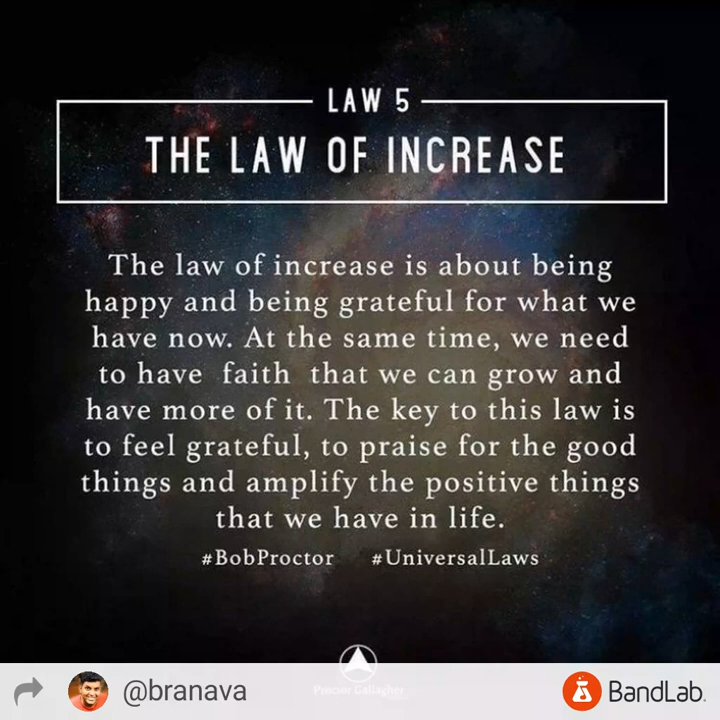 LAW 5
THE LAW OF INCREASE
The law of increase is about being
happy and being grateful for what we
have now. At the same time, we need
to have faith that we can grow and
have more of it. The key to this law is
to feel grateful, to praise for the good
things and amplify the positive things
that we have in life.
#BobProctor #UniversalLaws
Proctor Gallagher
@branava
BandLab.